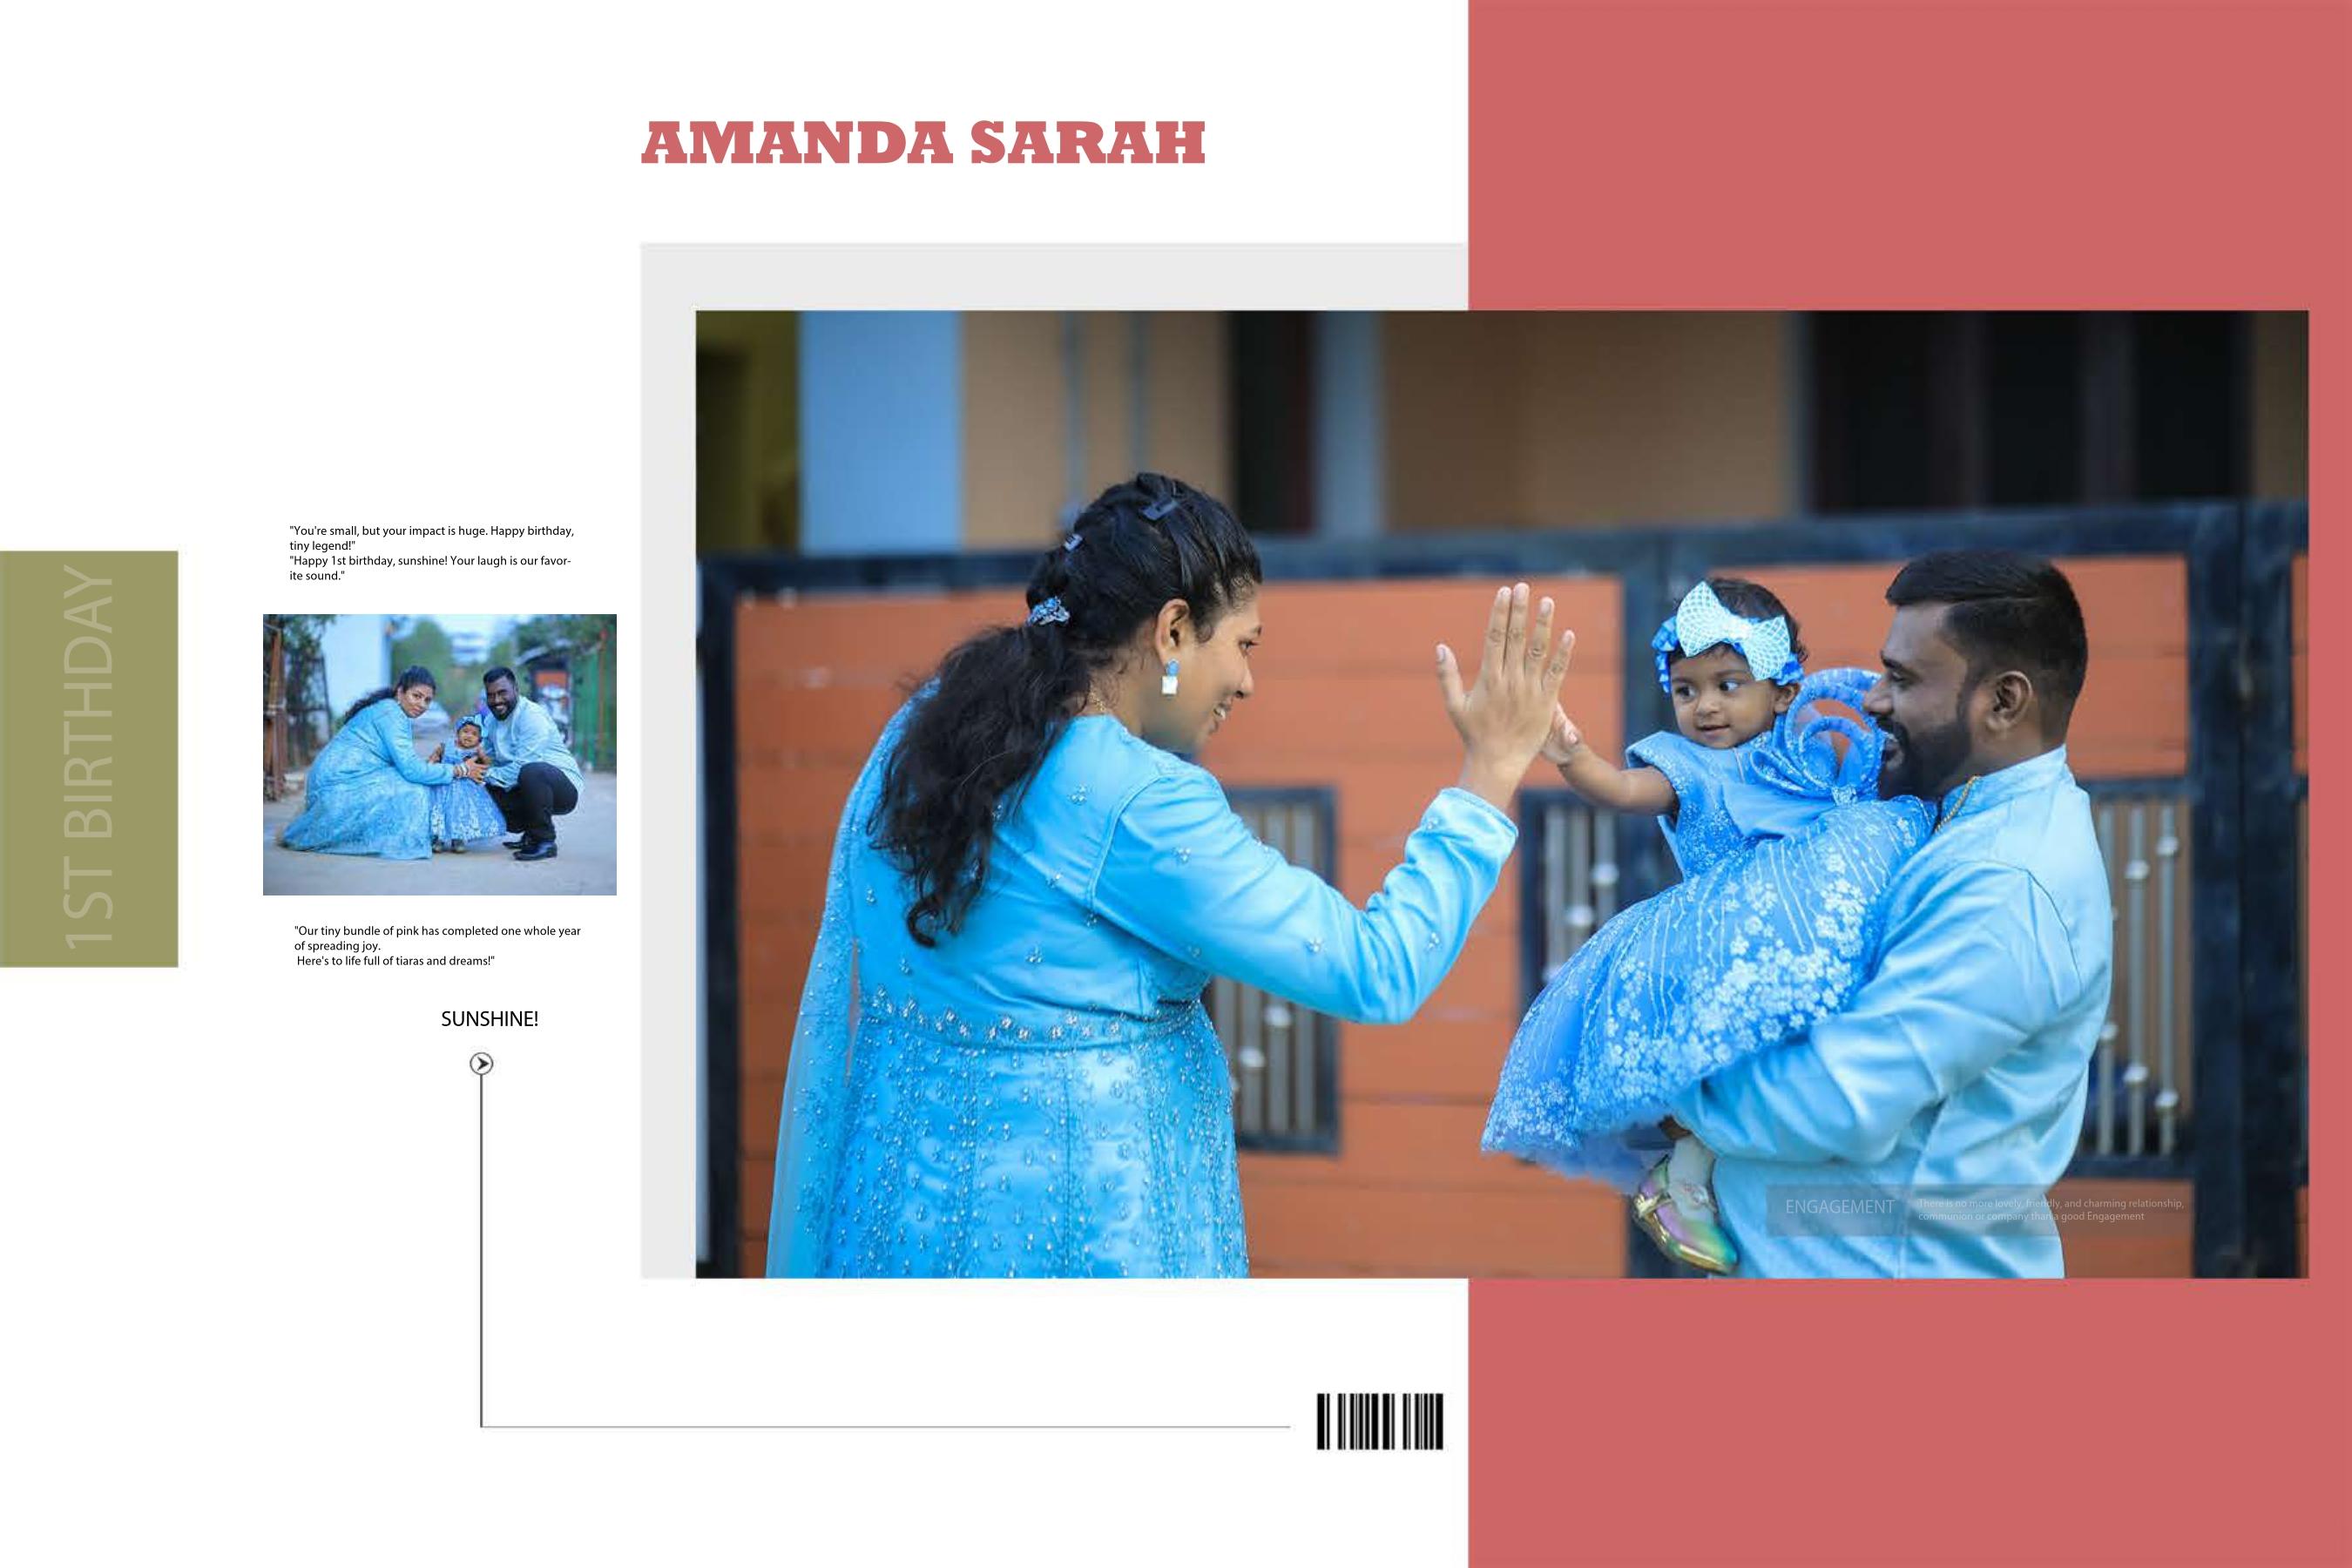 AMANDA SARAH
"You're small, but your impact is huge. Happy birthday,
tiny legend!"
"Happy 1st birthday, sunshine! Your laugh is our favor-
ite sound."
1ST BIRTHDAY
"Our tiny bundle of pink has completed one whole year
of spreading joy.
Here's to life full of tiaras and dreams!"
SUNSHINE!
ENGAGEMENT
There is no more lovely, friendly, and charming relationship,
communion or company than a good Engagement